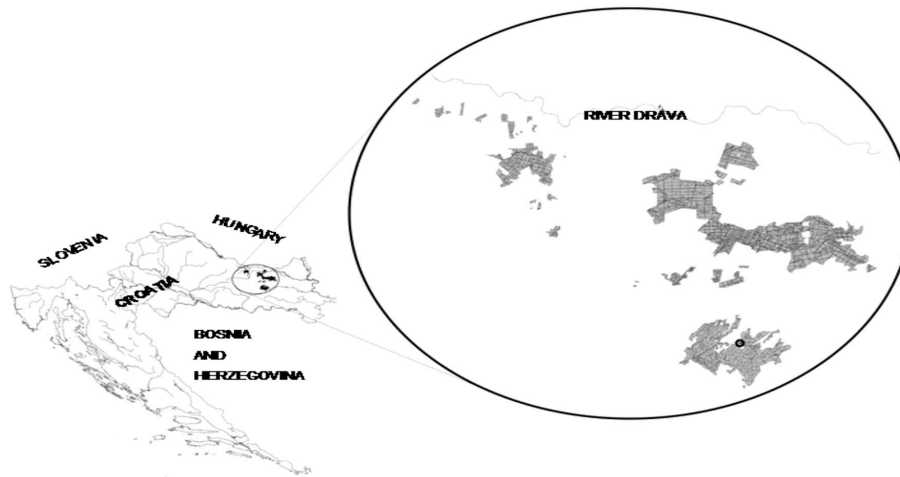 RIVER DRAVA
HUNGARY
SLOVENIA
CROATIA
BOSNIA
AND
HERZEGOVINA